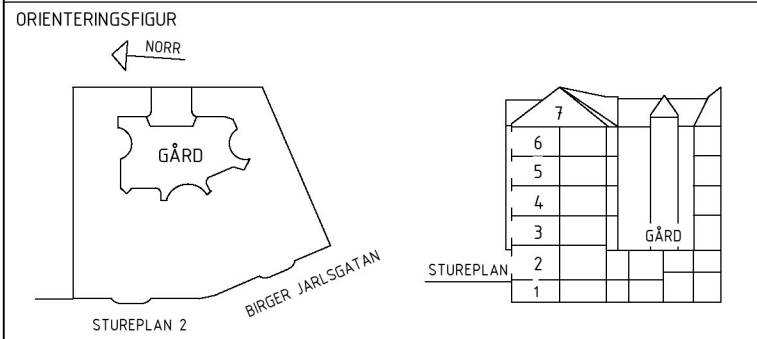 ORIENTERINGSFIGUR
NORR
GÅRD
BIRGER JARLSGATAN
STUREPLAN 2
7
6
5
4
3
2
1
GÅRD
STUREPLAN